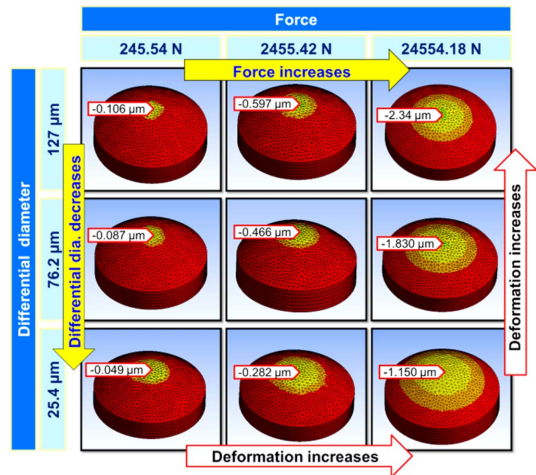 Force
245.54 N
2455.42 N
24554.18 N
Force increases
Differential diameter
127 µm
-0.106 µm
-0.597 µm
-2.34 µm
Differential dia. decreases
76.2 µm
-0.087 µm
-0.466 µm
-1.830 µm
Deformation increases
25.4 µm
-0.049 µm
-0.282 µm
-1.150 µm
Deformation increases